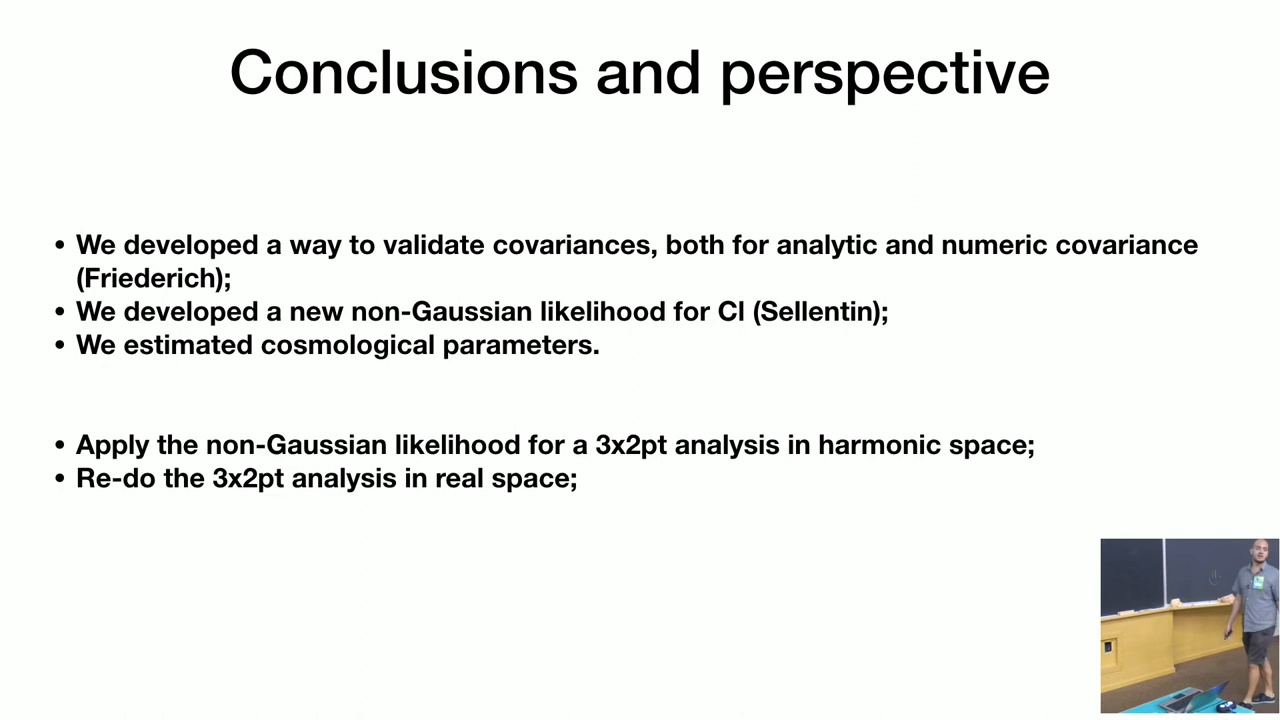 Conclusions and perspective
• We developed a way to validate covariances, both for analytic and numeric covariance
(Friederich);
• We developed a new non-Gaussian likelihood for Cl (Sellentin);
• We estimated cosmological parameters.
• Apply the non-Gaussian likelihood for a 3x2pt analysis in harmonic space;
• Re-do the 3x2pt analysis in real space;